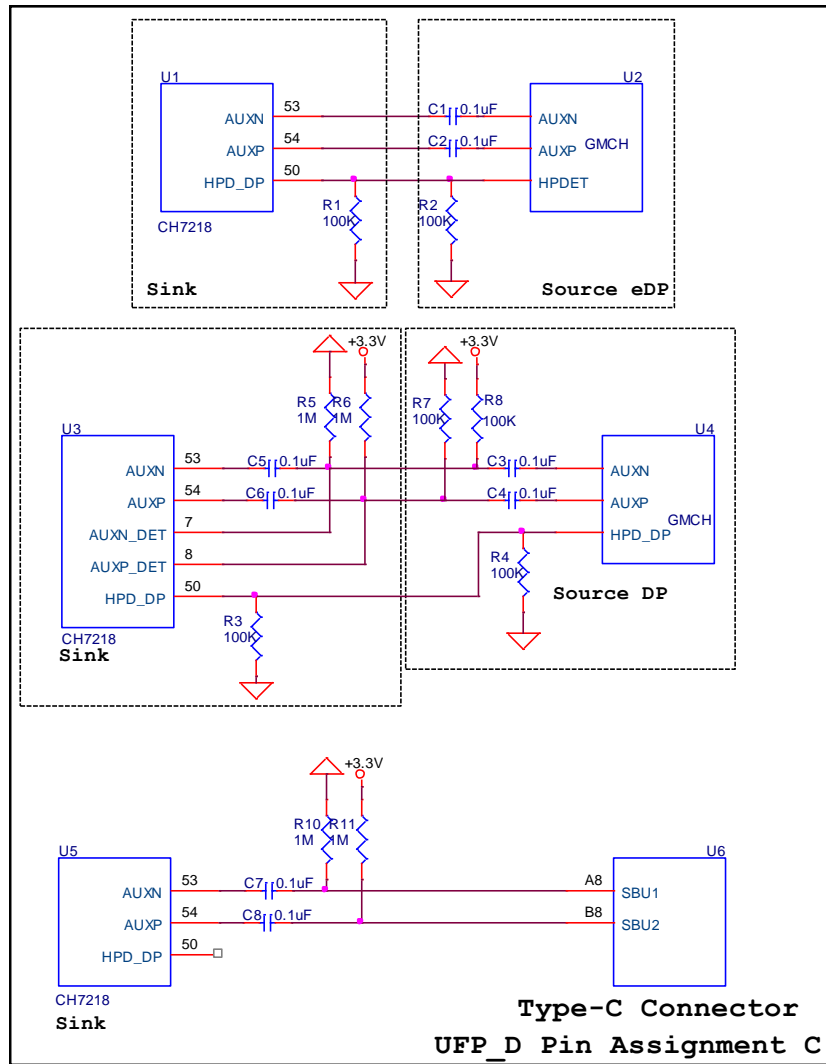 U1
U2
53
C1 0.1uF
AUXN
AUXN
54
C2 0.1uF
AUXP
AUXP
GMCH
50
HPD_DP
HPDET
R1
100K
R2
100K
CH7218
Sink
Source eDP
+3.3V
R5
1M
R6
1M
R7
100K
R8
100K
U3
U4
53
C5 0.1uF
C3 0.1uF
AUXN
AUXN
54
C6 0.1uF
C4 0.1uF
AUXP
AUXP
7
AUXN_DET
GMCH
HPD_DP
8
AUXP_DET
R4
100K
50
HPD_DP
Source DP
R3
100K
CH7218
Sink
+3.3V
R10
1M
R11
1M
U5
U6
53
C7 0.1uF
A8
AUXN
SBU1
54
C8 0.1uF
B8
AUXP
SBU2
50
HPD_DP
CH7218
Sink
Type-C Connector
UFP_D Pin Assignment C